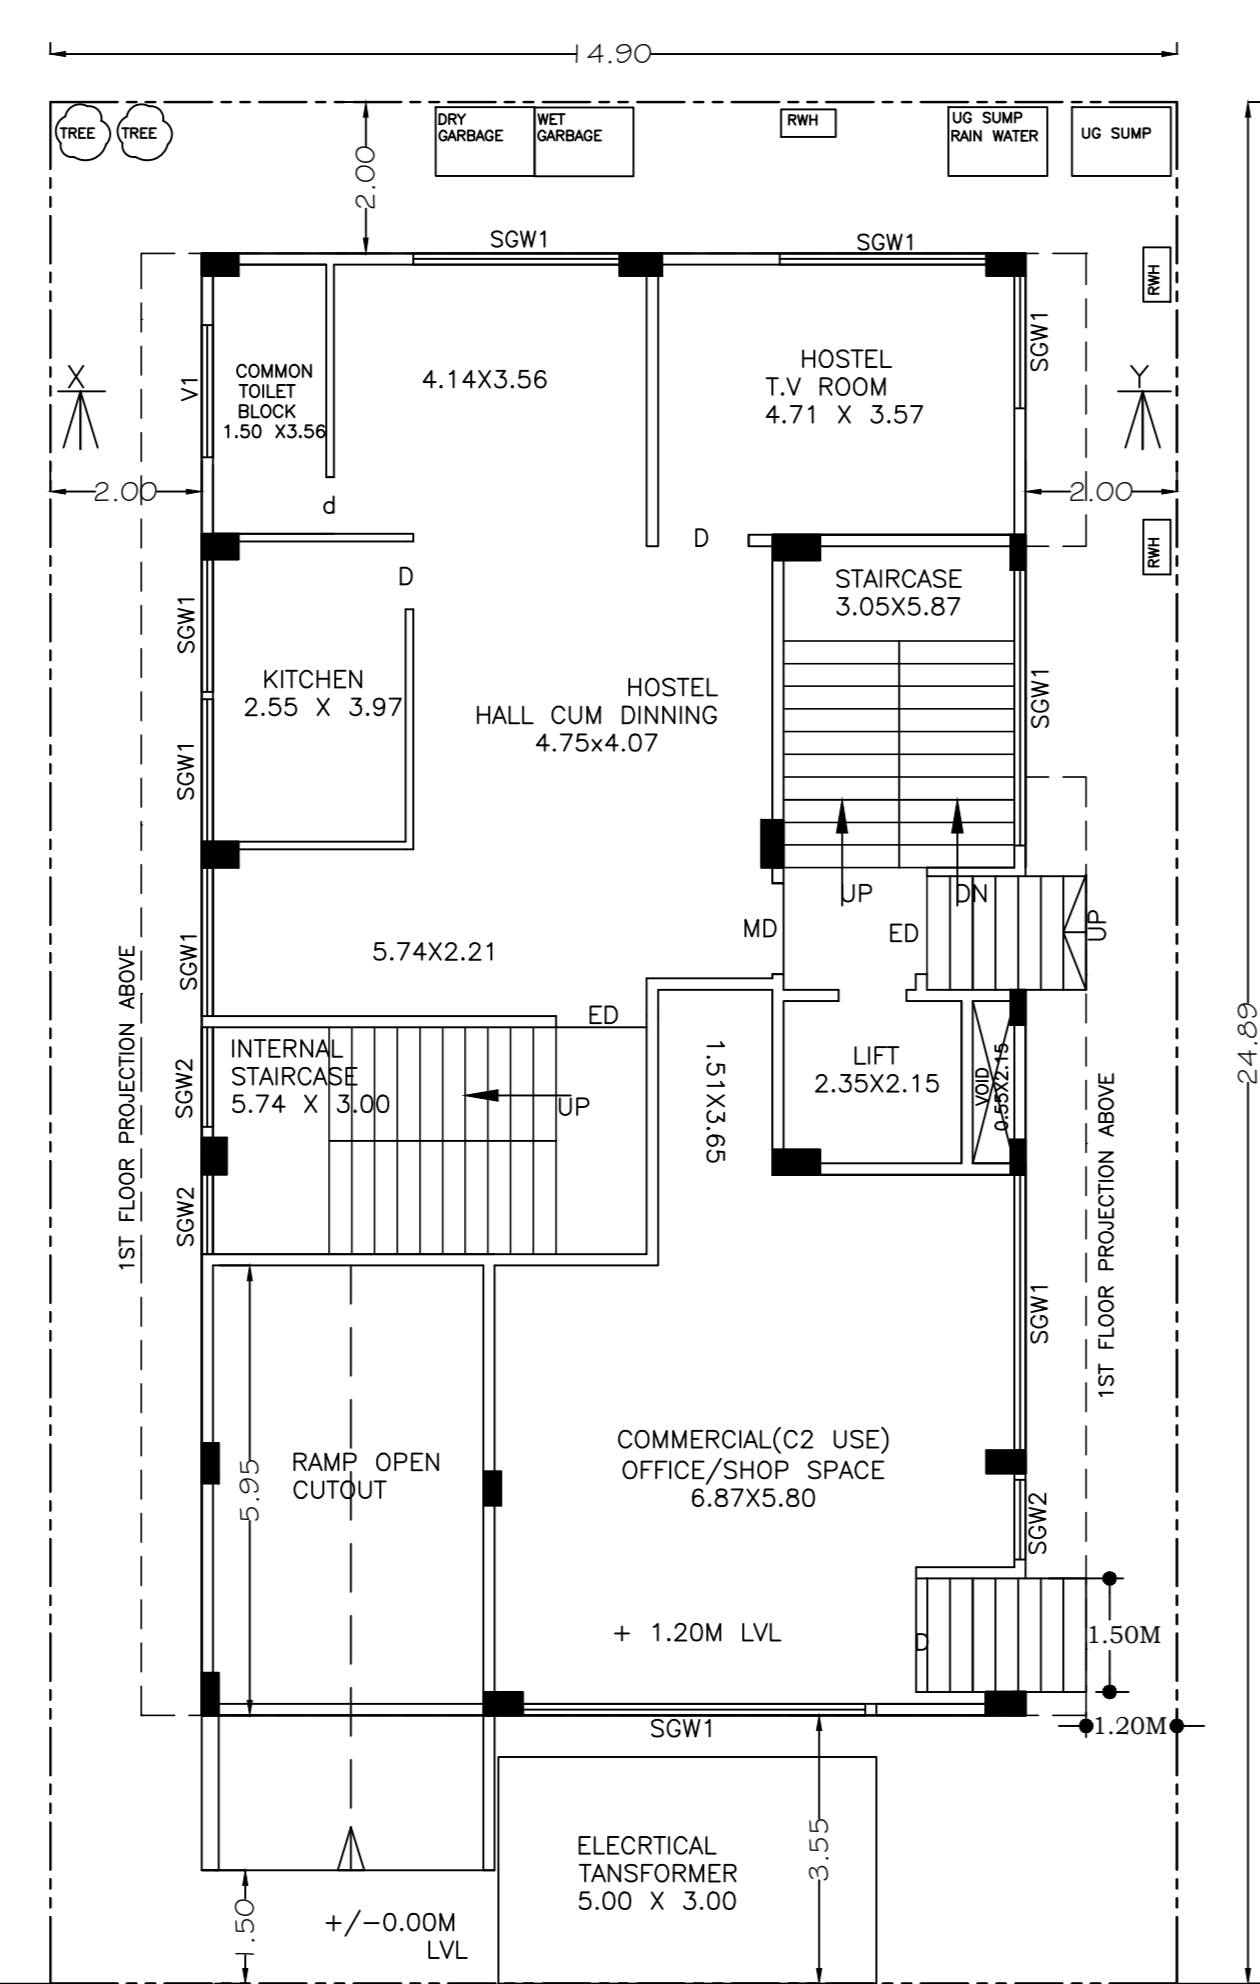 14.90
TREE
TREE
DRY
GARBAGE
WET
GARBAGE
RWH
UG SUMP
RAIN WATER
UG SUMP
2.00
SGW1
SGW1
RWH
SGW1
V1
COMMON
TOILET
BLOCK
1.50 X3.56
4.14X3.56
HOSTEL
T.V ROOM
4.71 X 3.57
X
Y
2.00
2.00
d
D
D
RWH
STAIRCASE
3.05X5.87
SGW1
KITCHEN
2.55 X 3.97
HOSTEL
HALL CUM DINNING
4.75x4.07
SGW1
SGW1
UP
DN
MD
ED
UP
SGW1
5.74X2.21
1ST FLOOR PROJECTION ABOVE
24.89
ED
INTERNAL
STAIRCASE
5.74 X 3.00
UP
SGW2
1.51X3.65
LIFT
2.35X2.15
VOID
0.55X2.15
SGW2
1ST FLOOR PROJECTION ABOVE
SGW1
RAMP OPEN
CUTOUT
5.95
COMMERCIAL(C2 USE)
OFFICE/SHOP SPACE
6.87X5.80
SGW2
+ 1.20M LVL
D
1.50M
SGW1
1.20M
ELECRTICAL
TANSFORMER
5.00 X 3.00
3.55
1.50
+/-0.00M
LVL